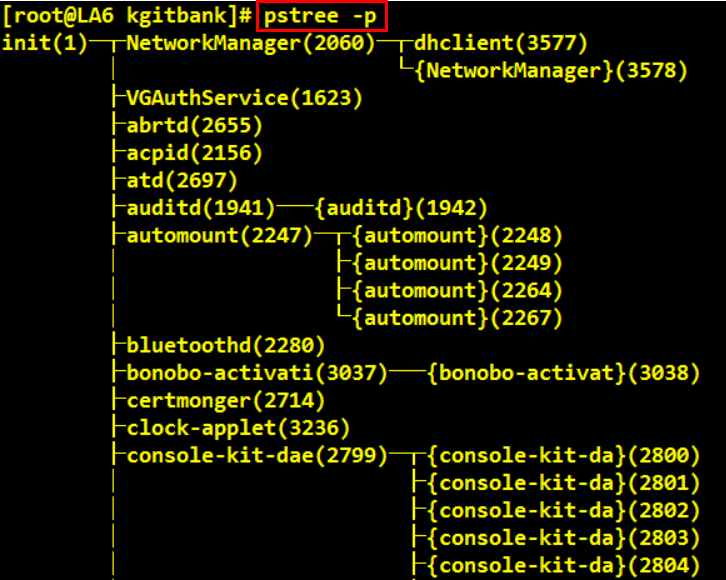 [root@LA6 kgitbank]# pstree -p
init(1)─┬─NetworkManager(2060)─┬─dhclient(3577)
        │                      └─{NetworkManager}(3578)
        ├─VGAuthService(1623)
        ├─abrtd(2655)
        ├─acpid(2156)
        ├─atd(2697)
        ├─auditd(1941)───{auditd}(1942)
        ├─automount(2247)─┬─{automount}(2248)
        │                 ├─{automount}(2249)
        │                 ├─{automount}(2264)
        │                 └─{automount}(2267)
        ├─bluetoothd(2280)
        ├─bonobo-activati(3037)───{bonobo-activat}(3038)
        ├─certmonger(2714)
        ├─clock-applet(3236)
        ├─console-kit-dae(2799)─┬─{console-kit-da}(2800)
        │                       ├─{console-kit-da}(2801)
        │                       ├─{console-kit-da}(2802)
        │                       ├─{console-kit-da}(2803)
        │                       ├─{console-kit-da}(2804)